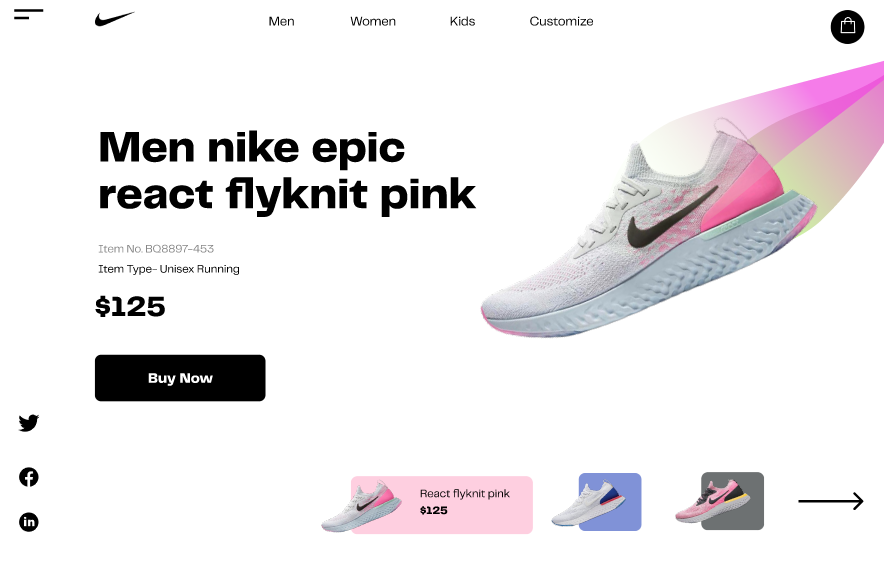 Men Women Kids Customize
Men nike epic
react flyknit pink
Item No. BQ8897-453
Item Type- Unisex Running
$125
Buy Now
React flyknit pink
$125
in